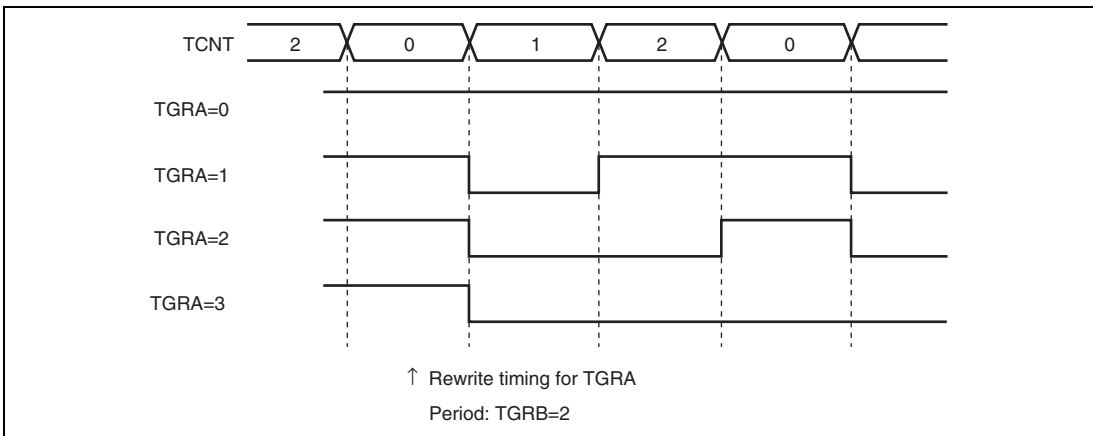 TCNT 2 0 1 2 0
TGRA=0
TGRA=1
TGRA=2
TGRA=3
↑ Rewrite timing for TGRA
Period: TGRB=2